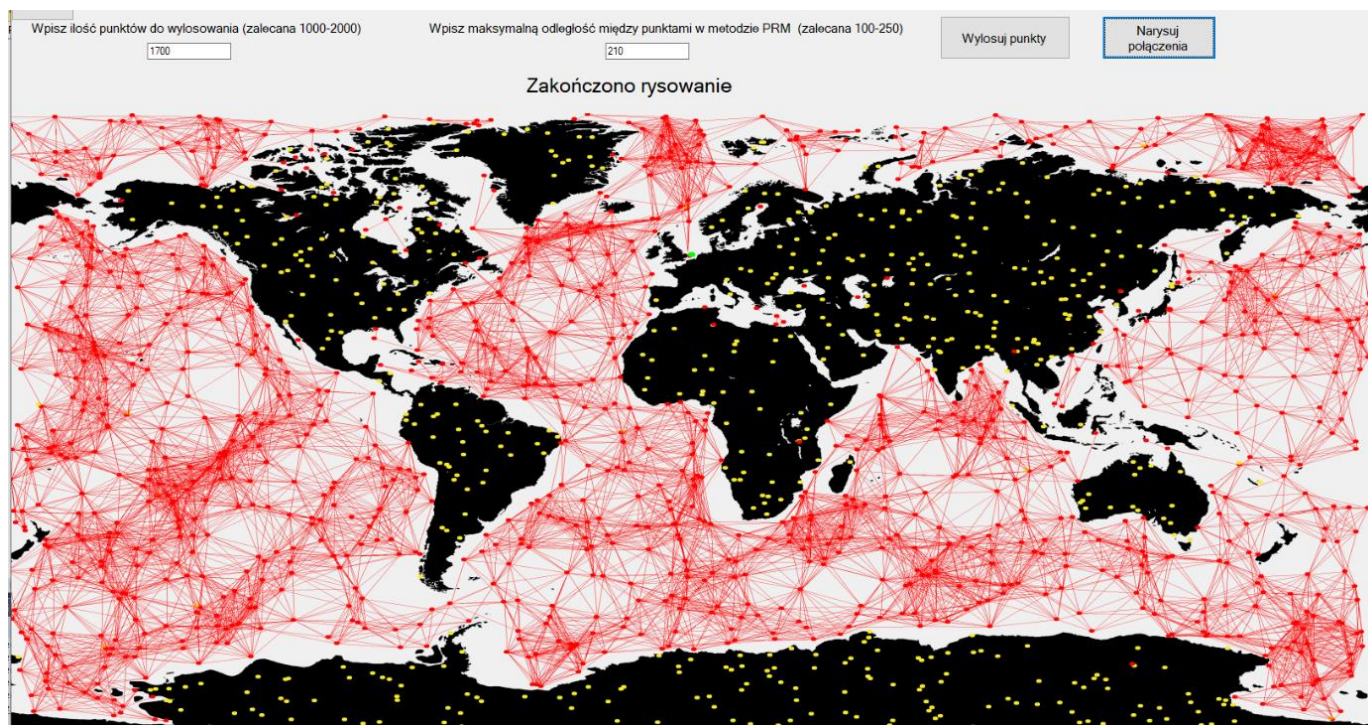 Wpisz ilość punktów do wylosowania (zalecana 1000-2000)
1700
Wpisz maksymalną odległość między punktami w metodzie PRM (zalecana 100-250)
210
Wylosuj punkty
Narysuj
połączenia
Zakończono rysowanie